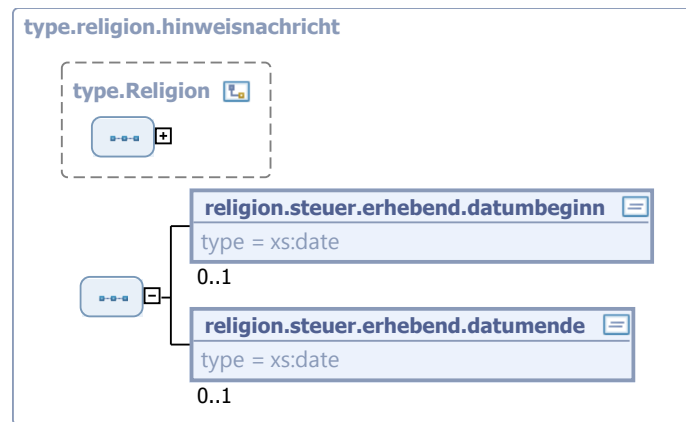 type.religion.hinweisnachricht
type.Religion
religion.steuer.erhebend.datumbeginn
type = xs:date
0..1
religion.steuer.erhebend.datumende
type = xs:date
0..1